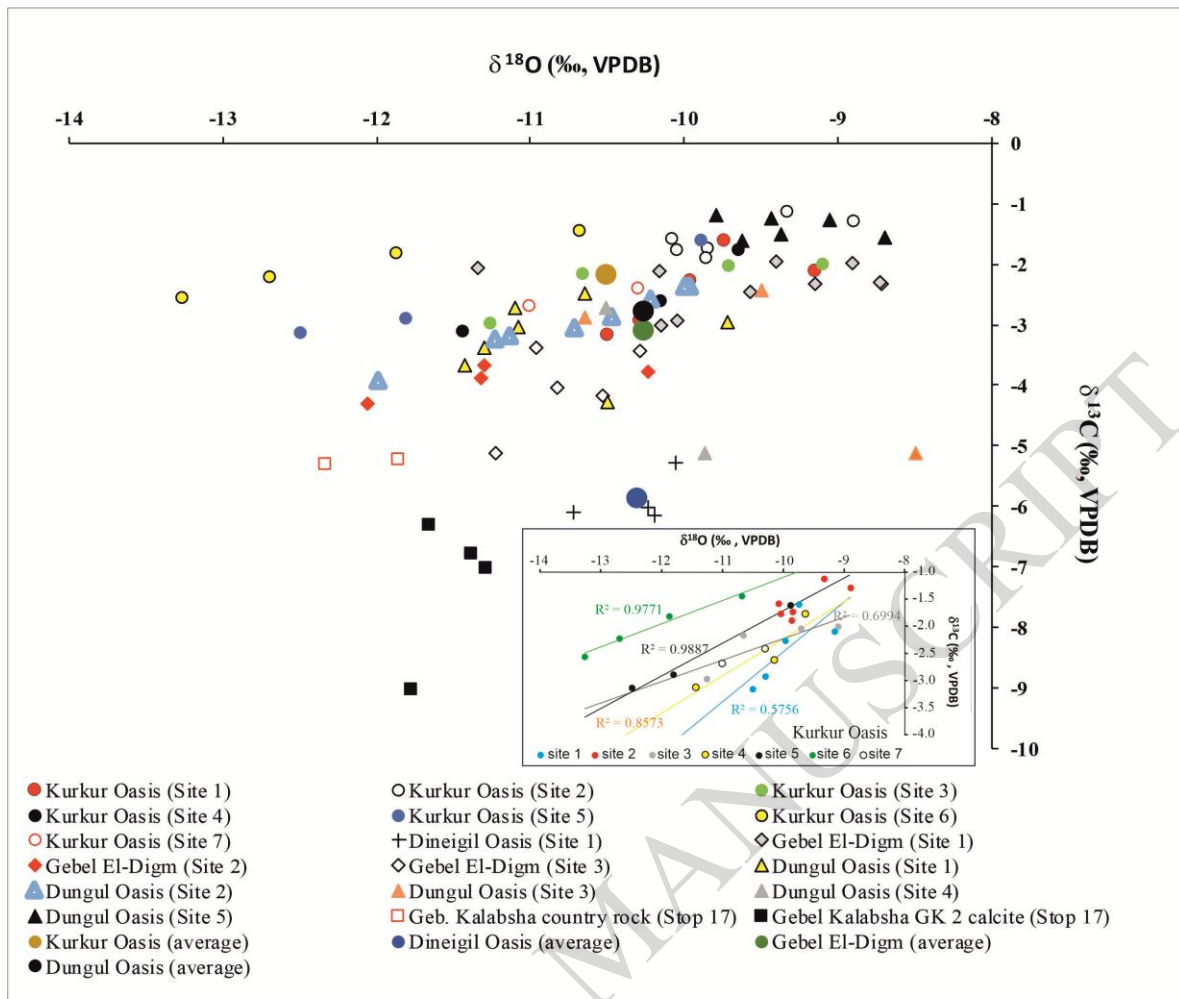 δ ¹⁸O (‰, VPDB)
-14 -13 -12 -11 -10 -9 -8
0
-1
-2
-3
-4
-5
-6
-7
-8
-9
-10
δ ¹³C (‰, VPDB)
δ¹⁸O (‰ , VPDB)
-14 -13 -12 -11 -10 -9 -8
-1.0
-1.5
-2.0
-2.5
-3.0
-3.5
-4.0
δ¹³C (‰, VPDB)
R² = 0.9771
R² = 0.6994
R² = 0.9887
R² = 0.8573
R² = 0.5756
Kurkur Oasis
site 1 site 2 site 3 site 4 site 5 site 6 site 7
Kurkur Oasis (Site 1) Kurkur Oasis (Site 2) Kurkur Oasis (Site 3)
Kurkur Oasis (Site 4) Kurkur Oasis (Site 5) Kurkur Oasis (Site 6)
Kurkur Oasis (Site 7) Dineigil Oasis (Site 1) Gebel El-Digm (Site 1)
Gebel El-Digm (Site 2) Gebel El-Digm (Site 3) Dungul Oasis (Site 1)
Dungul Oasis (Site 2) Dungul Oasis (Site 3) Dungul Oasis (Site 4)
Dungul Oasis (Site 5) Geb. Kalabsha country rock (Stop 17) Gebel Kalabsha GK 2 calcite (Stop 17)
Kurkur Oasis (average) Dineigil Oasis (average) Gebel El-Digm (average)
Dungul Oasis (average)
MANUSCRIPT